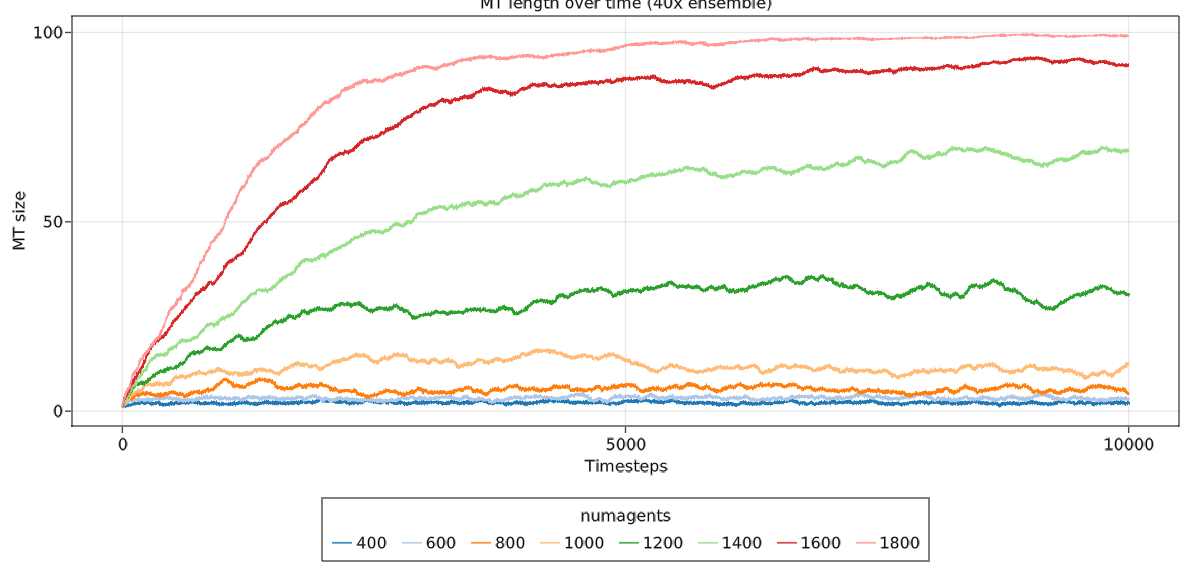 MT length over time (40x ensemble)
100
50
0
MT size
0 5000 10000
Timesteps
numagents
400 600 800 1000 1200 1400 1600 1800